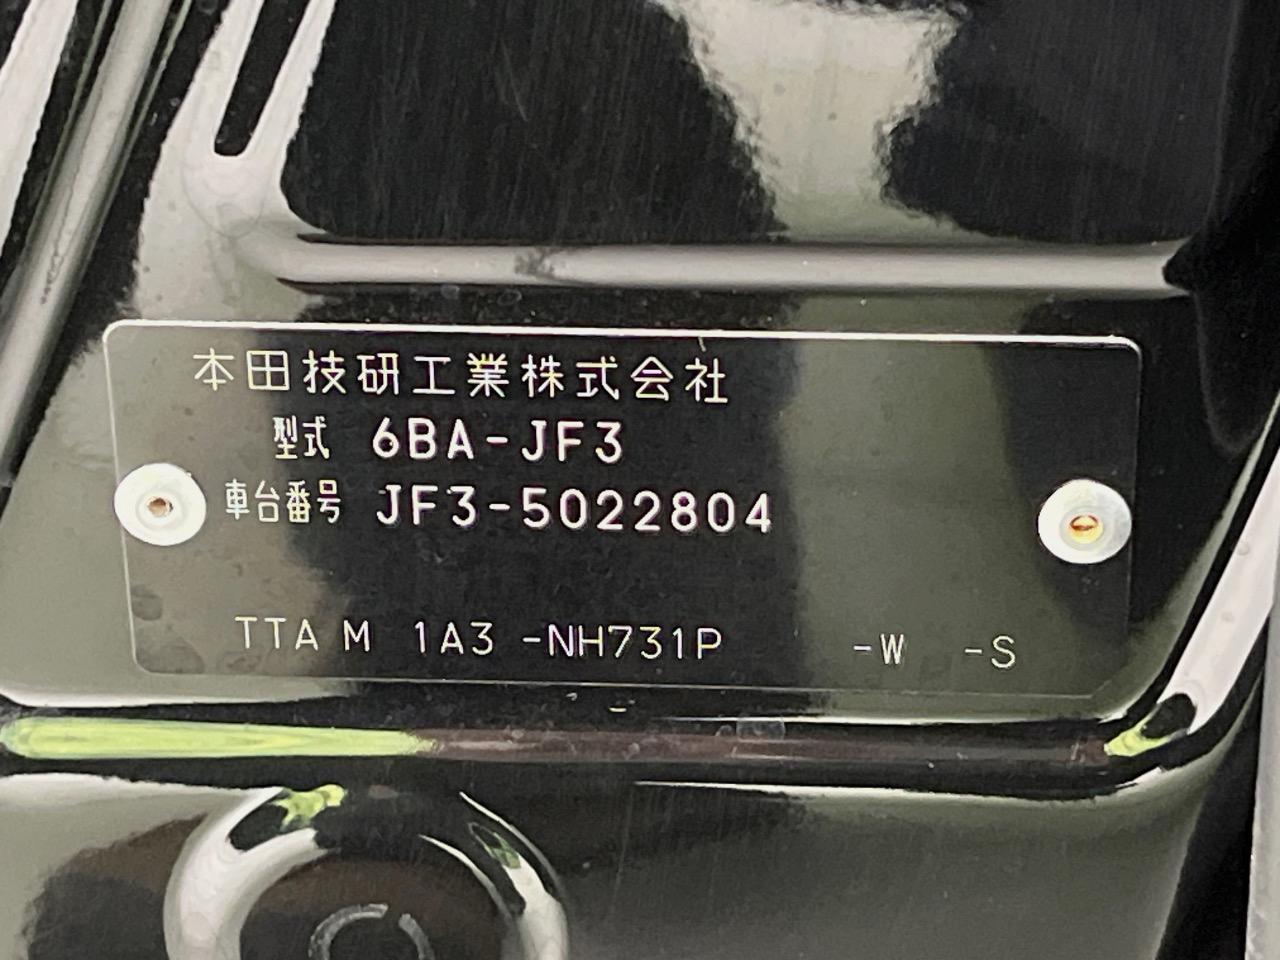 本田技研工業株式会社
型式 6BA-JF3
車台番号 JF3-5022804
TTA M 1A3 -NH731P -W -S